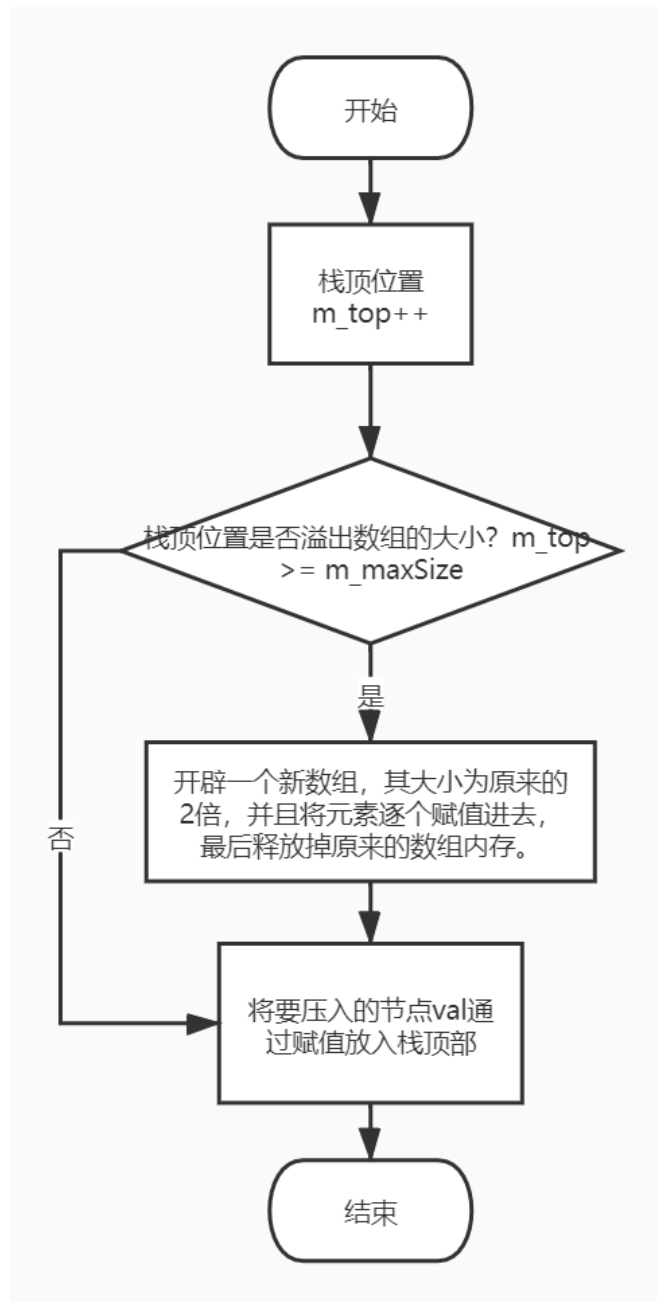 开始
栈顶位置
m_top++
栈顶位置是否溢出数组的大小？m_top
>= m_maxSize
是
开辟一个新数组，其大小为原来的
2倍，并且将元素逐个赋值进去，
最后释放掉原来的数组内存。
否
将要压入的节点val通
过赋值放入栈顶部
结束